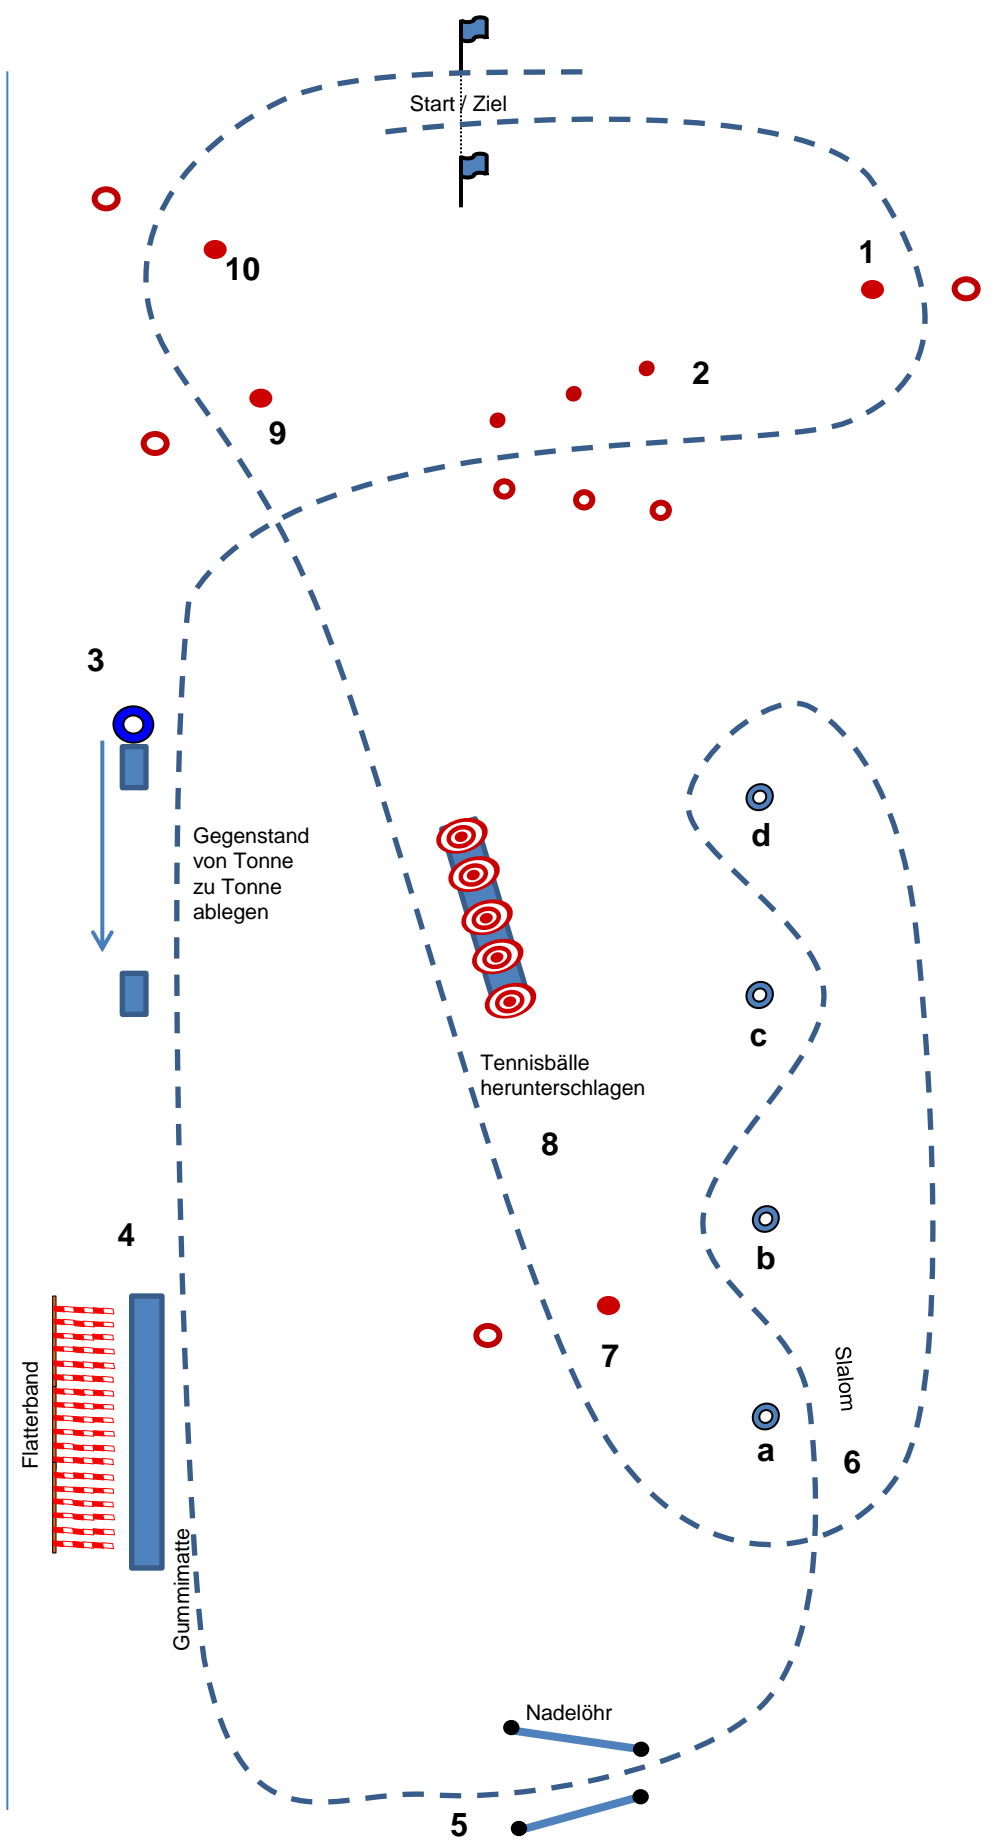 Start / Ziel
10
1
2
9
3
Gegenstand
von Tonne
zu Tonne
ablegen
d
c
Tennisbälle
herunterschlagen
8
4
b
7
Slalom
Flatterband
a
6
Gummimatte
Nadelöhr
5